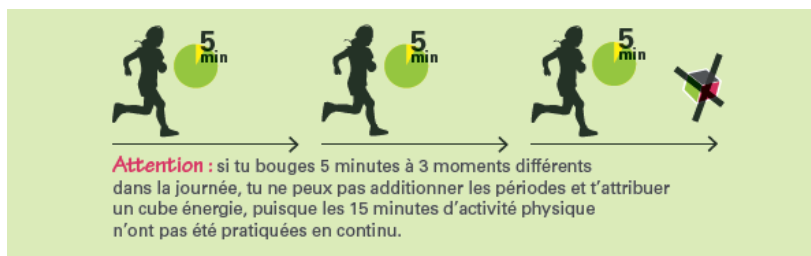 5 min
5 min
5 min
Attention : si tu bouges 5 minutes à 3 moments différents
dans la journée, tu ne peux pas additionner les périodes et t'attribuer
un cube énergie, puisque les 15 minutes d'activité physique
n'ont pas été pratiquées en continu.